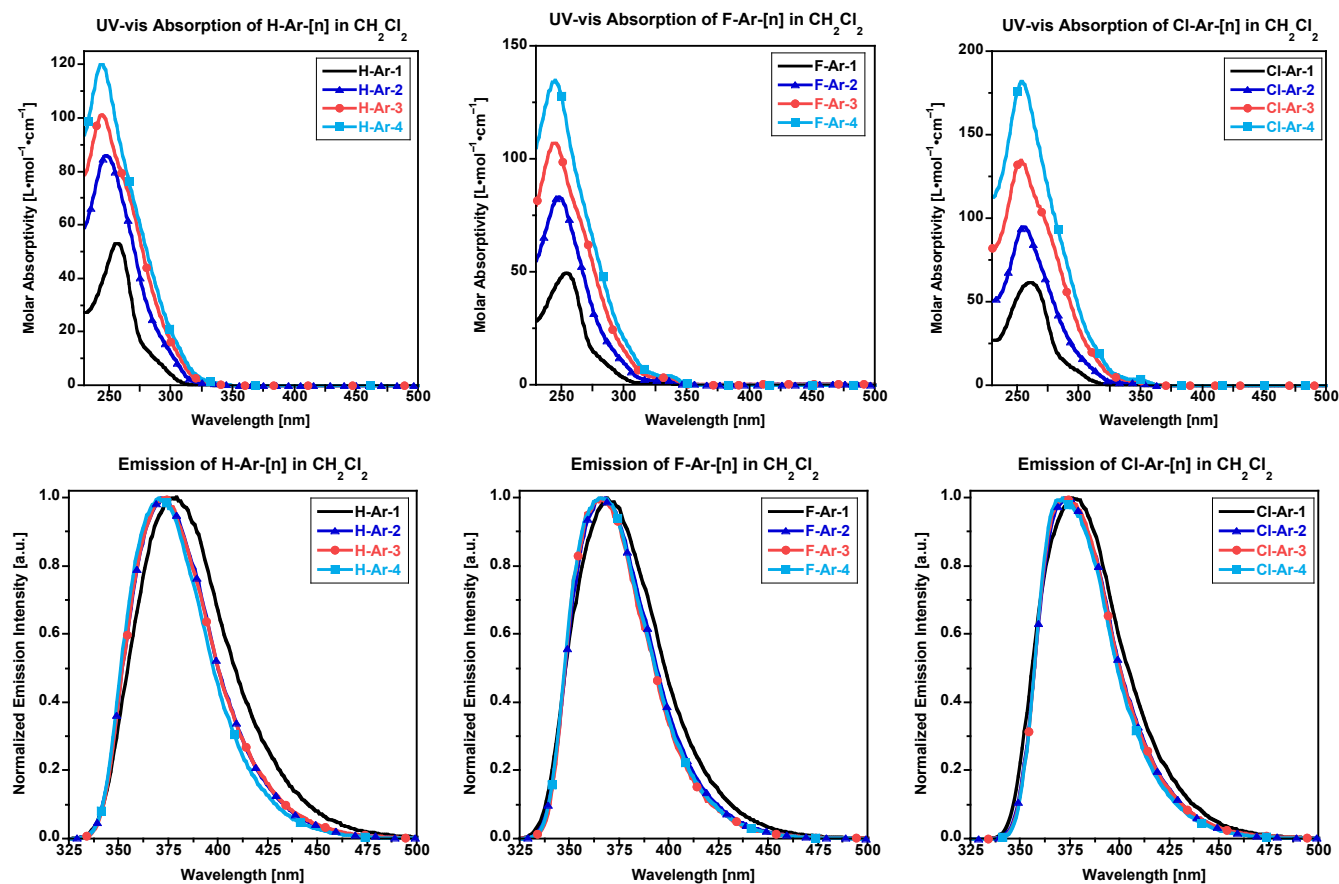 UV-vis Absorption of H-Ar-[n] in CH₂Cl₂
Molar Absorptivity [L•mol⁻¹•cm⁻¹]
120
100
80
60
40
20
0
H-Ar-1
H-Ar-2
H-Ar-3
H-Ar-4
250 300 350 400 450 500
Wavelength [nm]
UV-vis Absorption of F-Ar-[n] in CH₂Cl₂
Molar Absorptivity [L•mol⁻¹•cm⁻¹]
150
100
50
0
F-Ar-1
F-Ar-2
F-Ar-3
F-Ar-4
250 300 350 400 450 500
Wavelength [nm]
UV-vis Absorption of Cl-Ar-[n] in CH₂Cl₂
Molar Absorptivity [L•mol⁻¹•cm⁻¹]
200
150
100
50
0
Cl-Ar-1
Cl-Ar-2
Cl-Ar-3
Cl-Ar-4
250 300 350 400 450 500
Wavelength [nm]
Emission of H-Ar-[n] in CH₂Cl₂
Normalized Emission Intensity [a.u.]
1.0
0.8
0.6
0.4
0.2
0.0
H-Ar-1
H-Ar-2
H-Ar-3
H-Ar-4
325 350 375 400 425 450 475 500
Wavelength [nm]
Emission of F-Ar-[n] in CH₂Cl₂
Normalized Emission Intensity [a.u.]
1.0
0.8
0.6
0.4
0.2
0.0
F-Ar-1
F-Ar-2
F-Ar-3
F-Ar-4
325 350 375 400 425 450 475 500
Wavelength [nm]
Emission of Cl-Ar-[n] in CH₂Cl₂
Normalized Emission Intensity [a.u.]
1.0
0.8
0.6
0.4
0.2
0.0
Cl-Ar-1
Cl-Ar-2
Cl-Ar-3
Cl-Ar-4
325 350 375 400 425 450 475 500
Wavelength [nm]